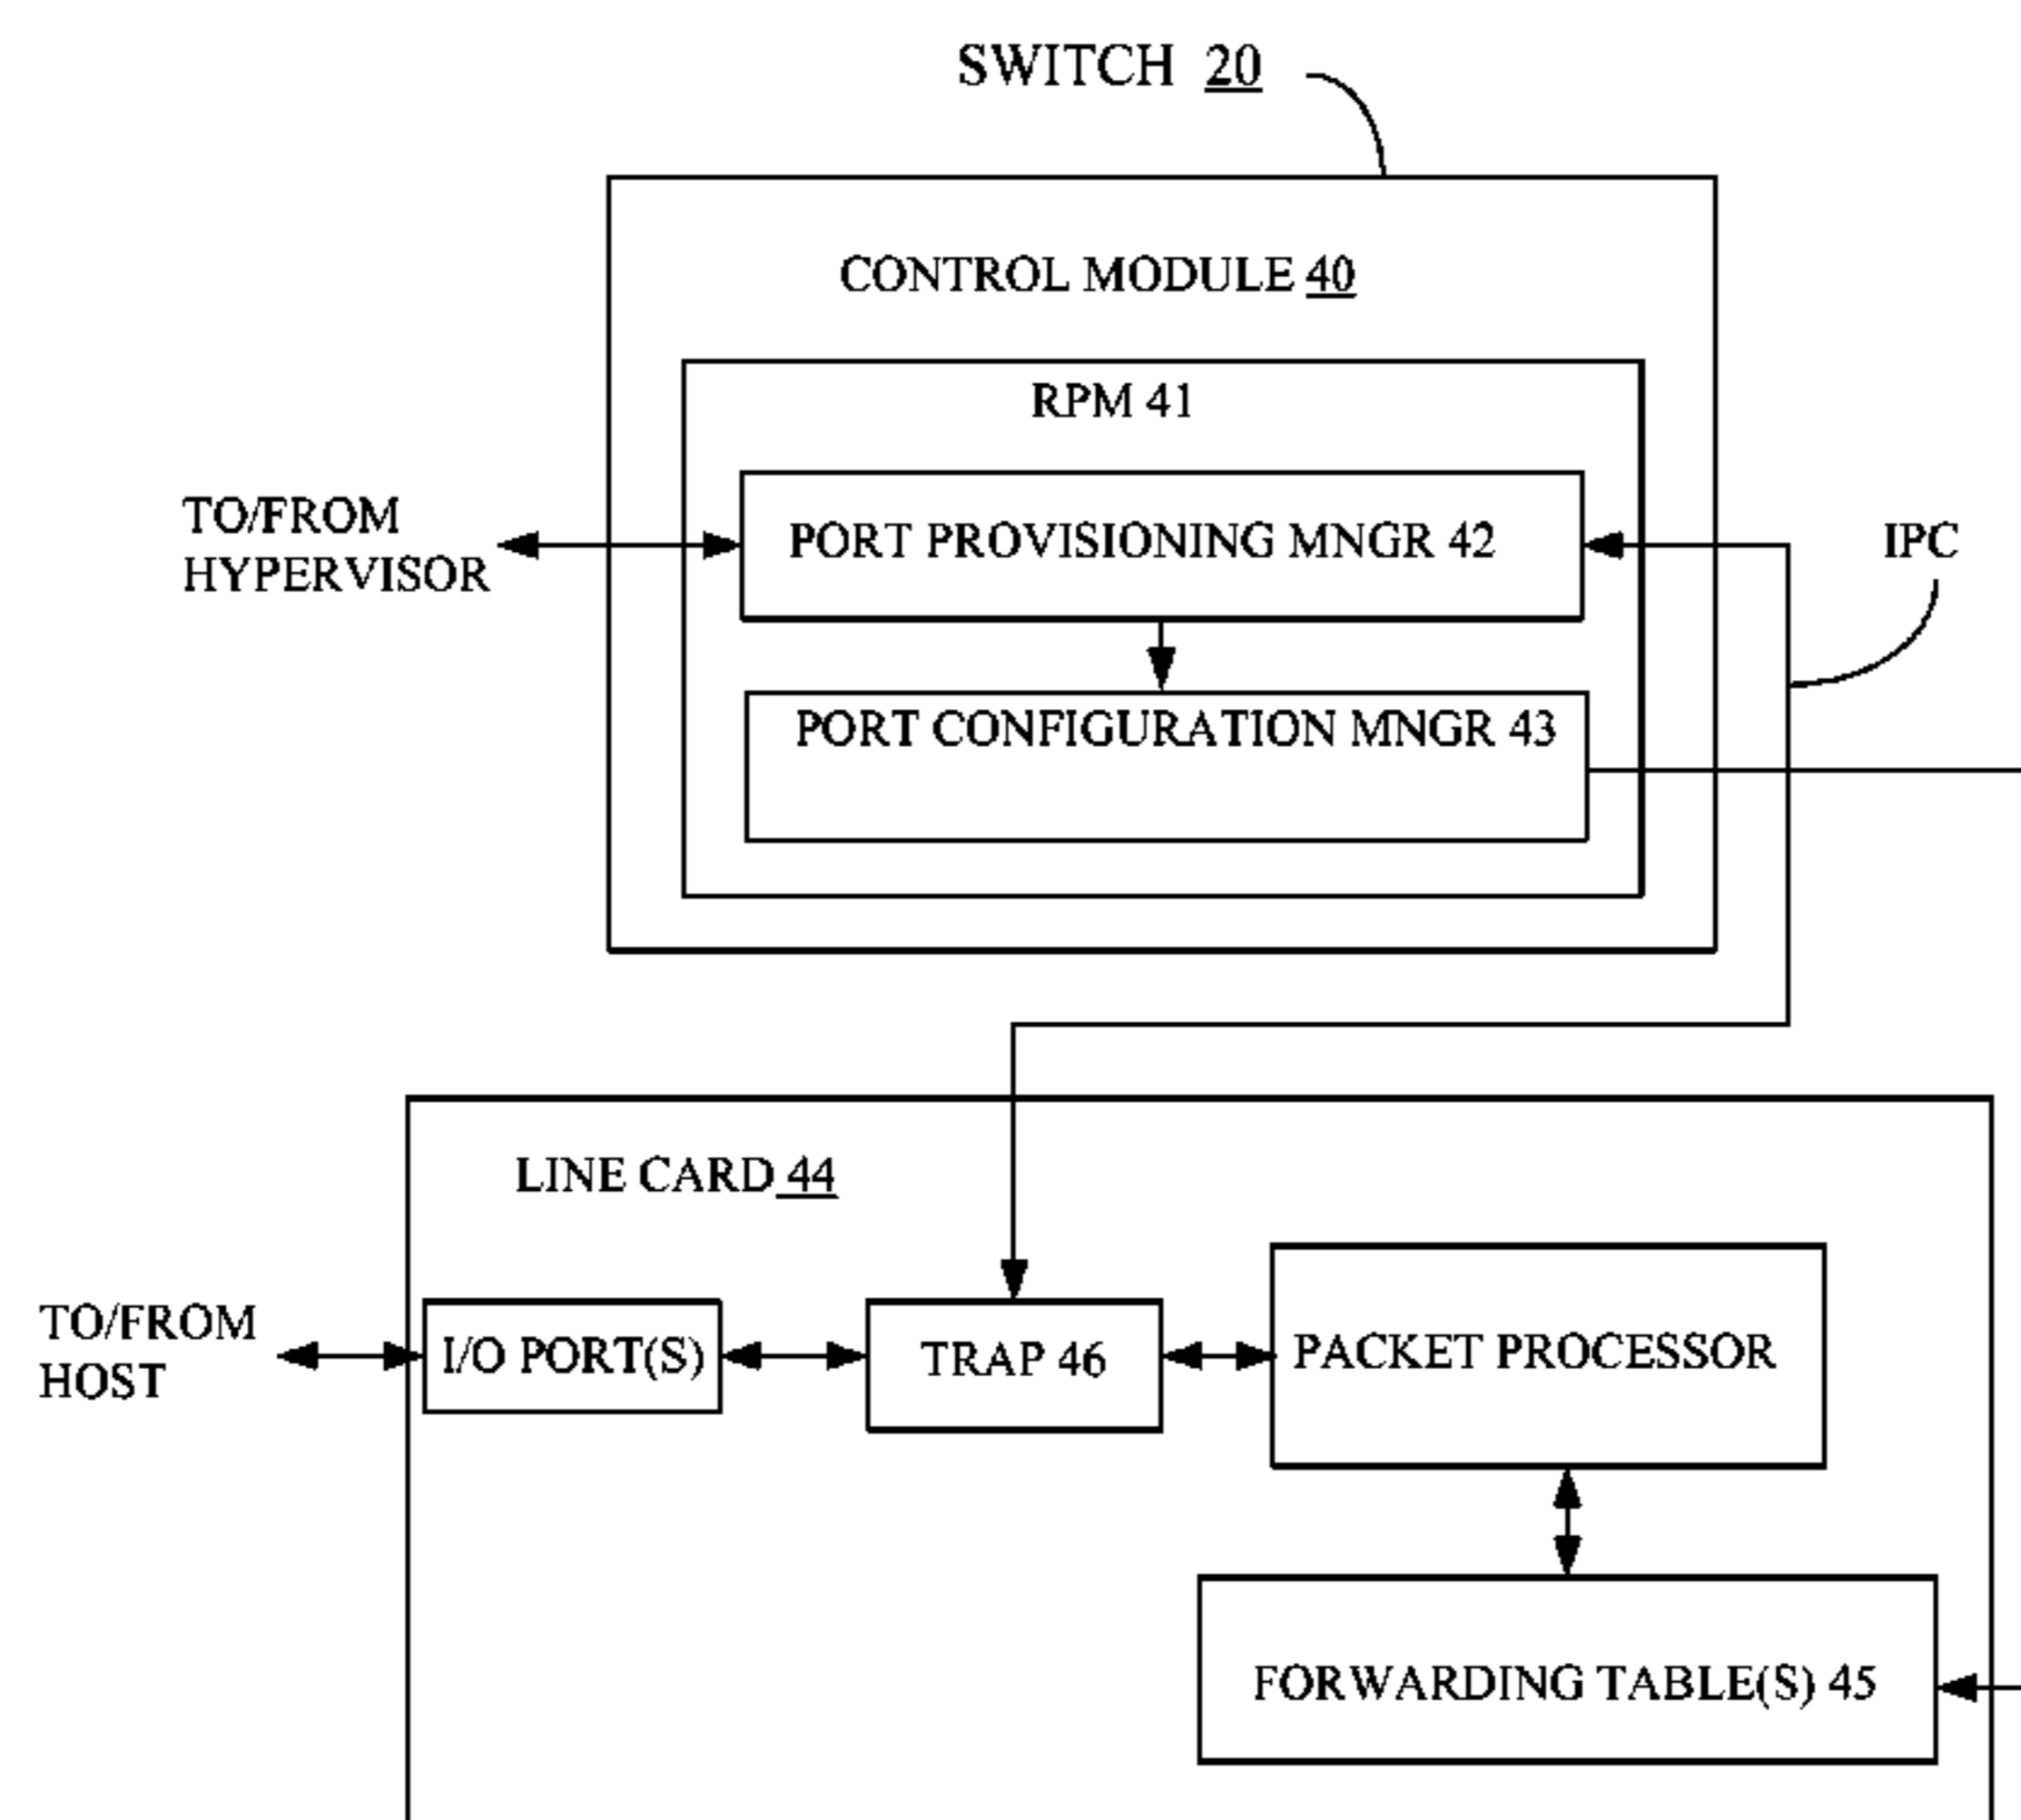 SWITCH 20
CONTROL MODULE 40
RPM 41
TO/FROM
HYPERVISOR
PORT PROVISIONING MNGR 42
IPC
PORT CONFIGURATION MNGR 43
LINE CARD 44
TO/FROM
HOST
I/O PORT(S)
TRAP 46
PACKET PROCESSOR
FORWARDING TABLE(S) 45